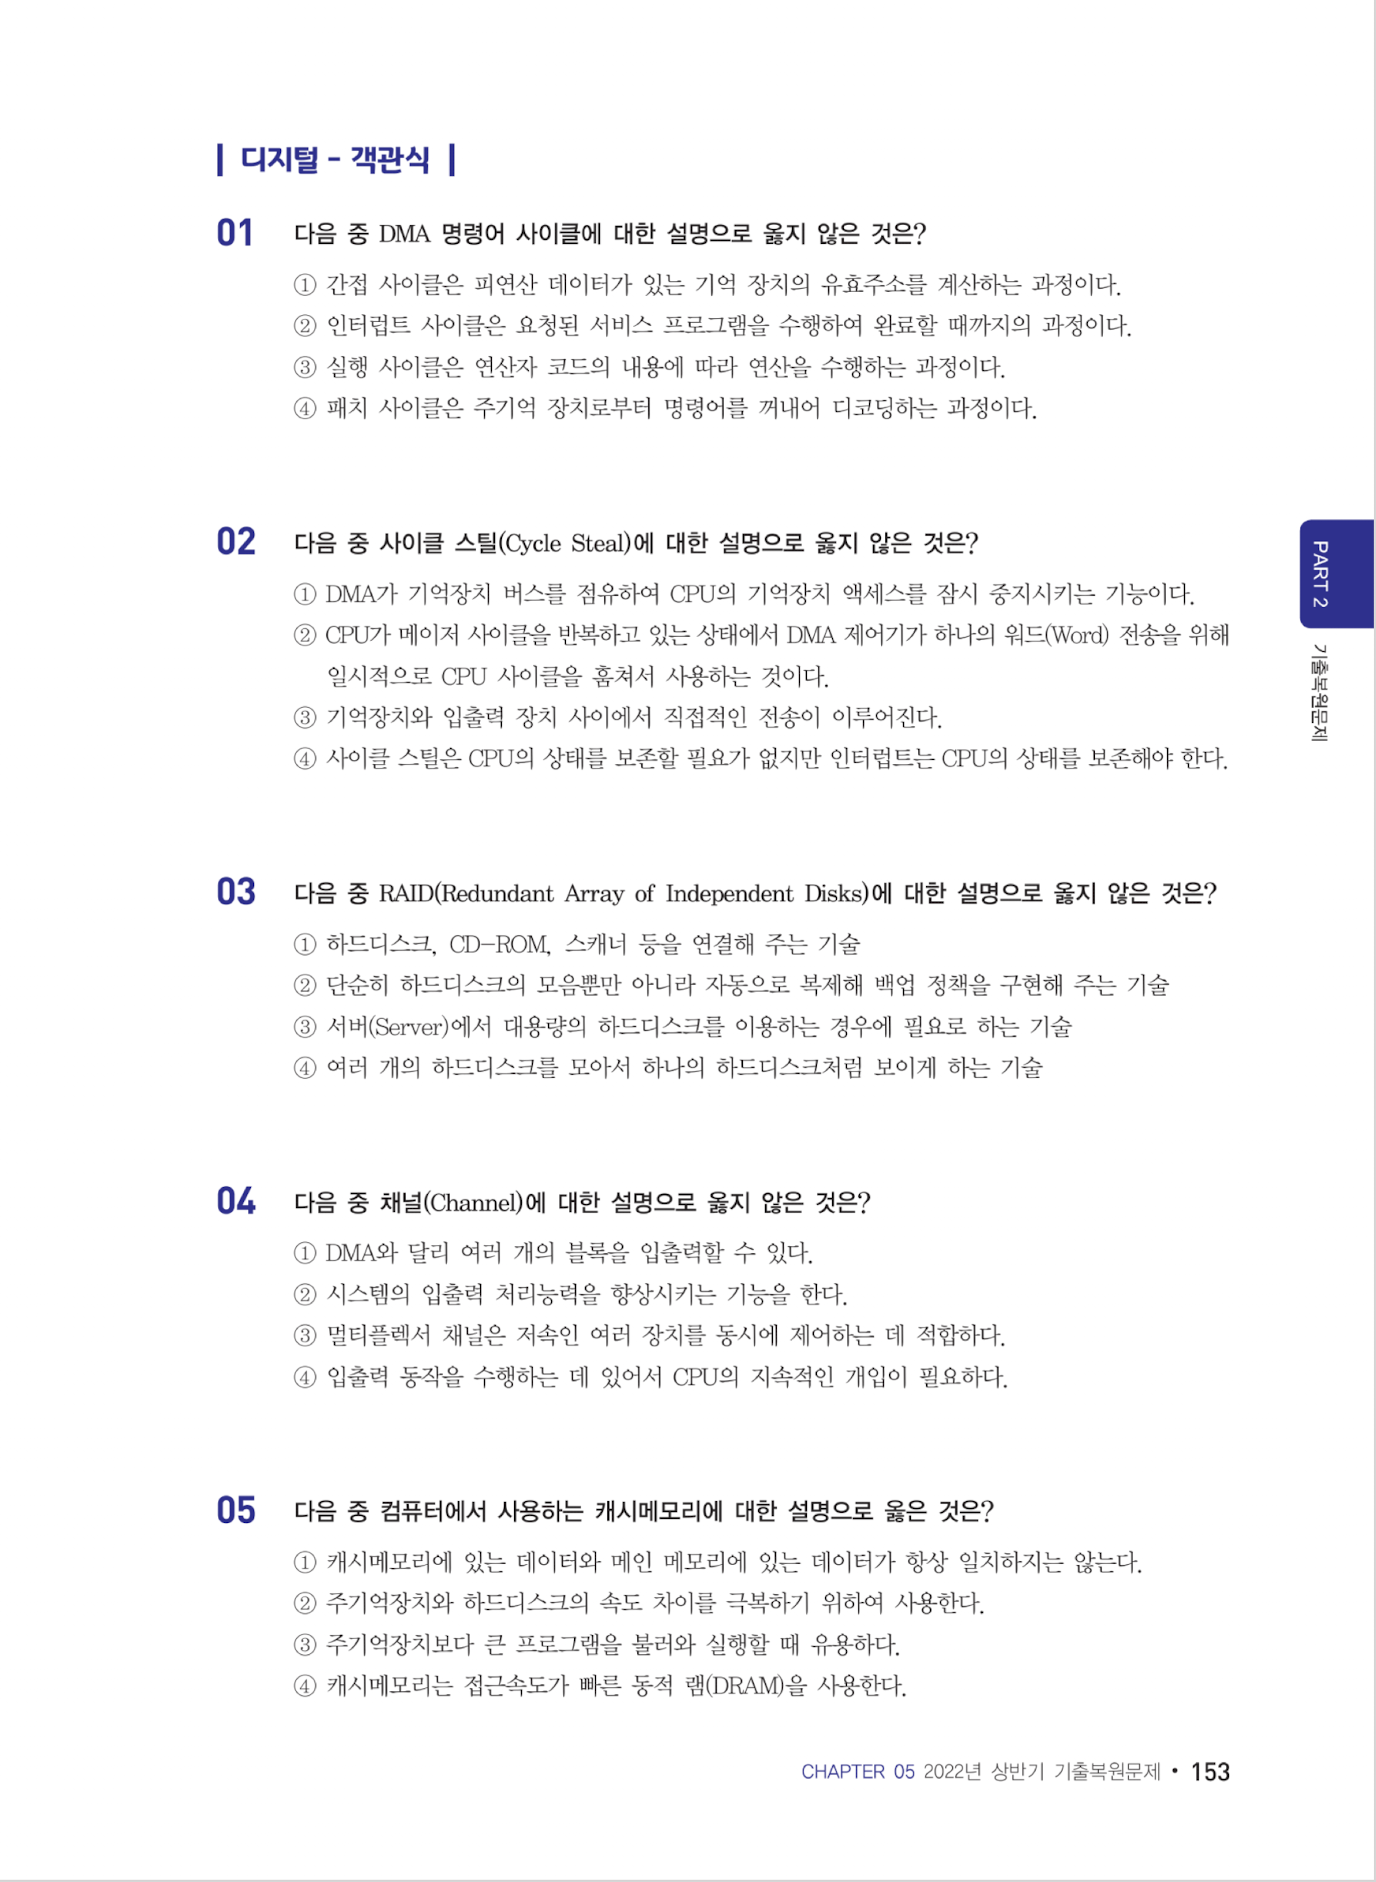 디지털 - 객관식
01 다음 중 DMA 명령어 사이클에 대한 설명으로 옳지 않은 것은?
① 간접 사이클은 피연산 데이터가 있는 기억 장치의 유효주소를 계산하는 과정이다.
② 인터럽트 사이클은 요청된 서비스 프로그램을 수행하여 완료할 때까지의 과정이다.
③ 실행 사이클은 연산자 코드의 내용에 따라 연산을 수행하는 과정이다.
④ 패치 사이클은 주기억 장치로부터 명령어를 꺼내어 디코딩하는 과정이다.
02 다음 중 사이클 스틸(Cycle Steal)에 대한 설명으로 옳지 않은 것은?
① DMA가 기억장치 버스를 점유하여 CPU의 기억장치 액세스를 잠시 중지시키는 기능이다.
② CPU가 메이저 사이클을 반복하고 있는 상태에서 DMA 제어기가 하나의 워드(Word) 전송을 위해
일시적으로 CPU 사이클을 훔쳐서 사용하는 것이다.
③ 기억장치와 입출력 장치 사이에서 직접적인 전송이 이루어진다.
④ 사이클 스틸은 CPU의 상태를 보존할 필요가 없지만 인터럽트는 CPU의 상태를 보존해야 한다.
PART 2
기출복원문제
03 다음 중 RAID(Redundant Array of Independent Disks)에 대한 설명으로 옳지 않은 것은?
① 하드디스크, CD-ROM, 스캐너 등을 연결해 주는 기술
② 단순히 하드디스크의 모음뿐만 아니라 자동으로 복제해 백업 정책을 구현해 주는 기술
③ 서버(Server)에서 대용량의 하드디스크를 이용하는 경우에 필요로 하는 기술
④ 여러 개의 하드디스크를 모아서 하나의 하드디스크처럼 보이게 하는 기술
04 다음 중 채널(Channel)에 대한 설명으로 옳지 않은 것은?
① DMA와 달리 여러 개의 블록을 입출력할 수 있다.
② 시스템의 입출력 처리능력을 향상시키는 기능을 한다.
③ 멀티플렉서 채널은 저속인 여러 장치를 동시에 제어하는 데 적합하다.
④ 입출력 동작을 수행하는 데 있어서 CPU의 지속적인 개입이 필요하다.
05 다음 중 컴퓨터에서 사용하는 캐시메모리에 대한 설명으로 옳은 것은?
① 캐시메모리에 있는 데이터와 메인 메모리에 있는 데이터가 항상 일치하지는 않는다.
② 주기억장치와 하드디스크의 속도 차이를 극복하기 위하여 사용한다.
③ 주기억장치보다 큰 프로그램을 불러와 실행할 때 유용하다.
④ 캐시메모리는 접근속도가 빠른 동적 램(DRAM)을 사용한다.
CHAPTER 05 2022년 상반기 기출복원문제 • 153